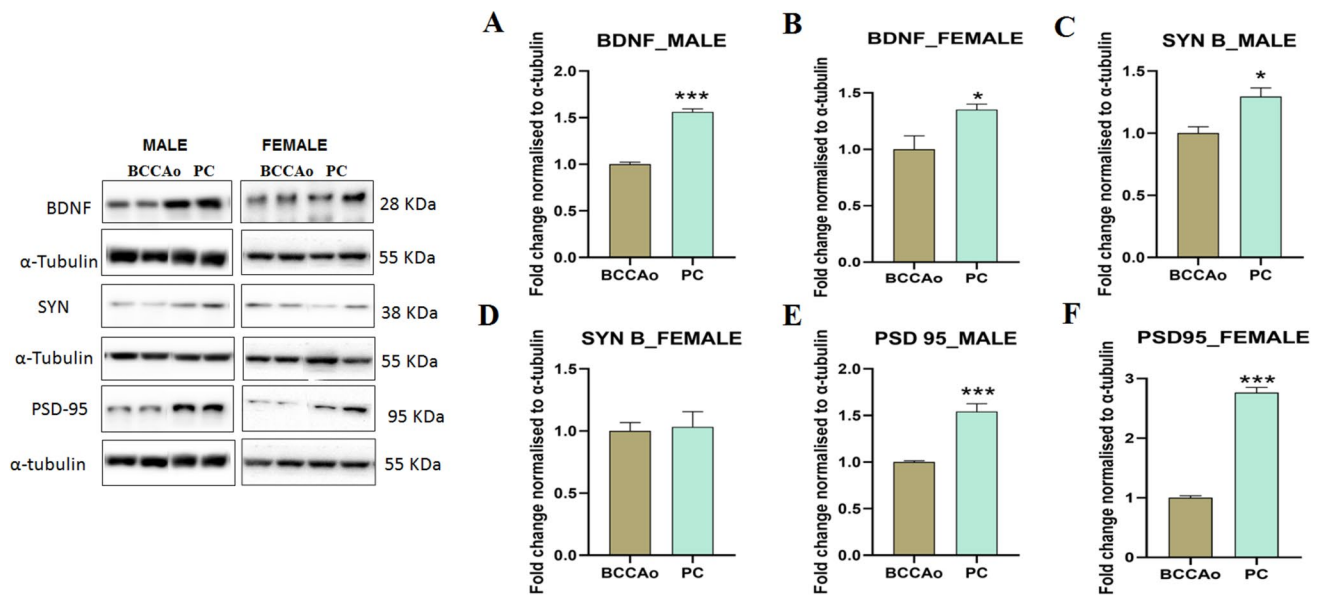 MALE FEMALE
BCCAo PC BCCAo PC
BDNF 28 KDa
α-Tubulin 55 KDa
SYN 38 KDa
α-Tubulin 55 KDa
PSD-95 95 KDa
α-tubulin 55 KDa
A
BDNF_MALE
Fold change normalised to α-tubulin
2.0
1.5
1.0
0.5
0.0
***
BCCAo PC
B
BDNF_FEMALE
Fold change normalised to α-tubulin
1.5
1.0
0.5
0.0
*
BCCAo PC
C
SYN B_MALE
Fold change normalised to α-tubulin
1.5
1.0
0.5
0.0
*
BCCAo PC
D
SYN B_FEMALE
Fold change normalised to α-tubulin
1.5
1.0
0.5
0.0
BCCAo PC
E
PSD 95_MALE
Fold change normalised to α-tubulin
2.0
1.5
1.0
0.5
0.0
***
BCCAo PC
F
PSD95_FEMALE
Fold change normalised to α-tubulin
3
2
1
0
***
BCCAo PC